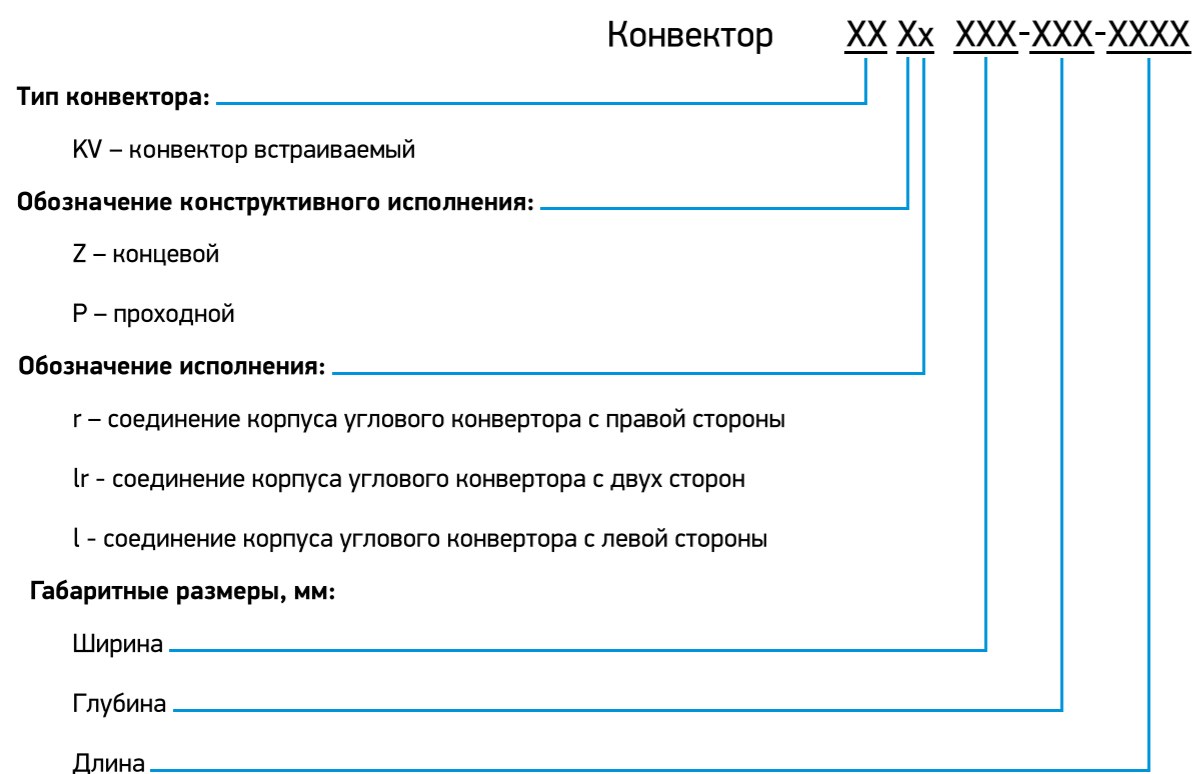 Конвектор XX Xx XXX-XXX-XXXX
Тип конвектора:
KV – конвектор встраиваемый
Обозначение конструктивного исполнения:
Z – концевой
P – проходной
Обозначение исполнения:
r – соединение корпуса углового конвертора с правой стороны
lr - соединение корпуса углового конвертора с двух сторон
l - соединение корпуса углового конвертора с левой стороны
Габаритные размеры, мм:
Ширина
Глубина
Длина